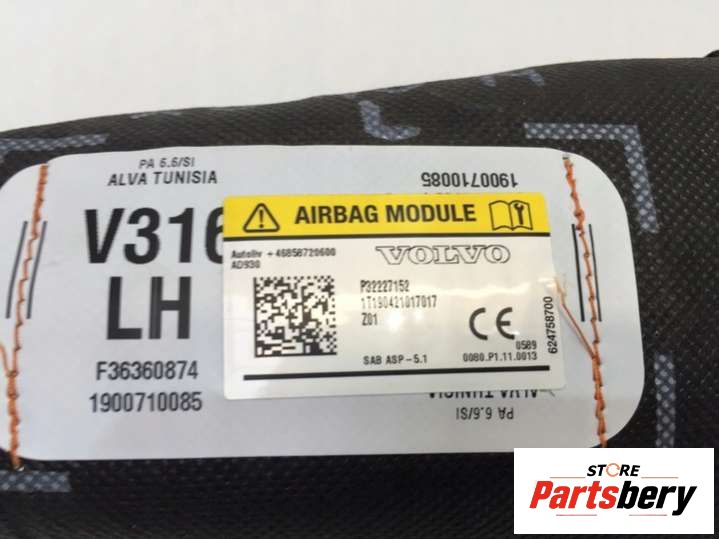 PA 6.6/SI
ALVA TUNISIA
V316
LH
F36360874
1900710085
1900710085
AIRBAG MODULE
Autoliv +46858720600
AD930
VOLVO
P32227152
1T190421017017
Z01
SAB ASP-5.1
CE
0589
0080.P1.11.0013
624758700
ALVA TUNISIA
PA 6.6/SI
STORE
Partsbery